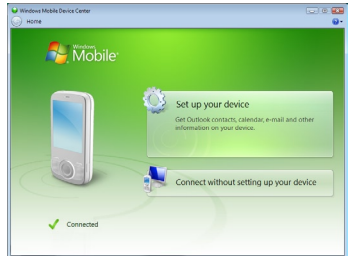 Windows Mobile Device Center
Home
Windows
Mobile
Set up your device
Get Outlook contacts, calendar, e-mail and other
information on your device.
Connect without setting up your device
Connected